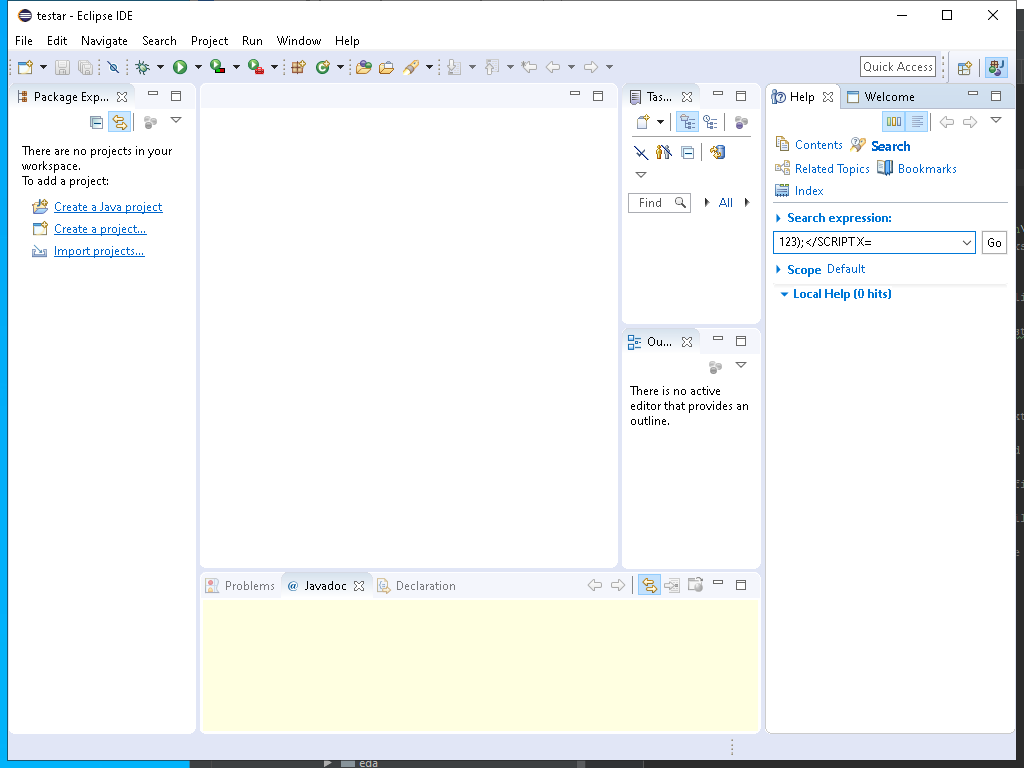 testar - Eclipse IDE
File Edit Navigate Search Project Run Window Help
Quick Access
Package Exp...
There are no projects in your
workspace.
To add a project:
Create a Java project
Create a project...
Import projects...
Tas...
Find
All
Ou...
There is no active
editor that provides an
outline.
Help
Welcome
Contents Search
Related Topics Bookmarks
Index
Search expression:
123);</SCRIPTX=
Go
Scope Default
Local Help (0 hits)
Problems @ Javadoc Declaration
eda